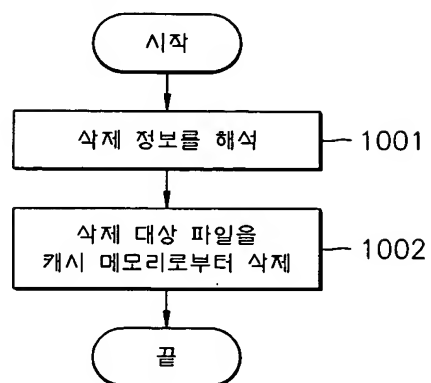 시작
삭제 정보를 해석
1001
삭제 대상 파일을
캐시 메모리로부터 삭제
1002
끝